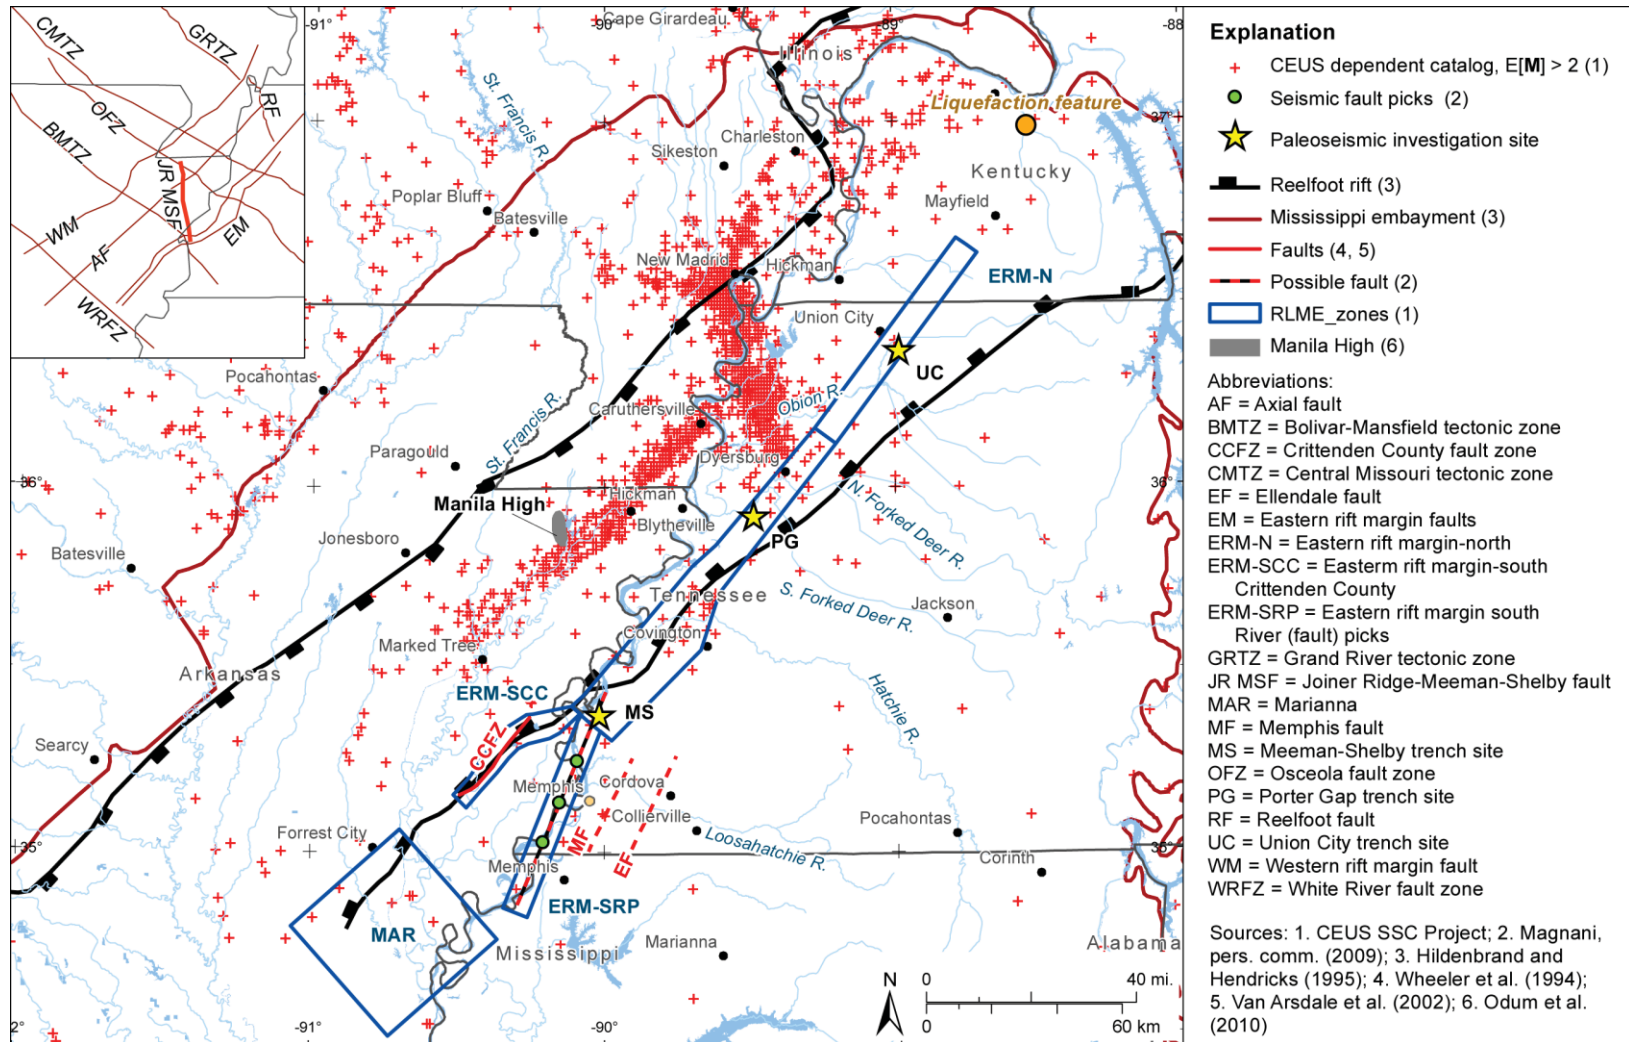 CMTZ
GRTZ
OFZ
RF
BMTZ
JR MSF
WM
AF
EM
WRFZ
-91°
-90°
-89°
-88
Cape Girardeau
Illinois
St. Francis R.
Liquefaction feature
37°
Charleston
Sikeston
Kentucky
Poplar Bluff
Mayfield
Batesville
New Madrid
Hickman
ERM-N
Union City
UC
Pocahontas
Obion R.
Caruthersville
St. Francis R.
Paragould
Dyersburg
36°
36°
Manila High
Hickman
N. Forked Deer R.
Blytheville
Jonesboro
PG
Batesville
Tennessee
S. Forked Deer R.
Jackson
Covington
Marked Tree
Arkansas
ERM-SCC
Hatchie R.
MS
Searcy
CCFZ
Memphis
Cordova
Collierville
Forrest City
MF
EF
Loosahatchie R.
Pocahontas
35°
35°
Memphis
Corinth
ERM-SRP
MAR
Mississippi
Marianna
Alabama
N
0 40 mi.
0 60 km
2°
-91°
-90°
Explanation
CEUS dependent catalog, E[M] > 2 (1)
Seismic fault picks (2)
Paleoseismic investigation site
Reelfoot rift (3)
Mississippi embayment (3)
Faults (4, 5)
Possible fault (2)
RLME_zones (1)
Manila High (6)
Abbreviations:
AF = Axial fault
BMTZ = Bolivar-Mansfield tectonic zone
CCFZ = Crittenden County fault zone
CMTZ = Central Missouri tectonic zone
EF = Ellendale fault
EM = Eastern rift margin faults
ERM-N = Eastern rift margin-north
ERM-SCC = Eastern rift margin-south
Crittenden County
ERM-SRP = Eastern rift margin south
River (fault) picks
GRTZ = Grand River tectonic zone
JR MSF = Joiner Ridge-Meeman-Shelby fault
MAR = Marianna
MF = Memphis fault
MS = Meeman-Shelby trench site
OFZ = Osceola fault zone
PG = Porter Gap trench site
RF = Reelfoot fault
UC = Union City trench site
WM = Western rift margin fault
WRFZ = White River fault zone
Sources: 1. CEUS SSC Project; 2. Magnani,
pers. comm. (2009); 3. Hildenbrand and
Hendricks (1995); 4. Wheeler et al. (1994);
5. Van Arsdale et al. (2002); 6. Odum et al.
(2010)